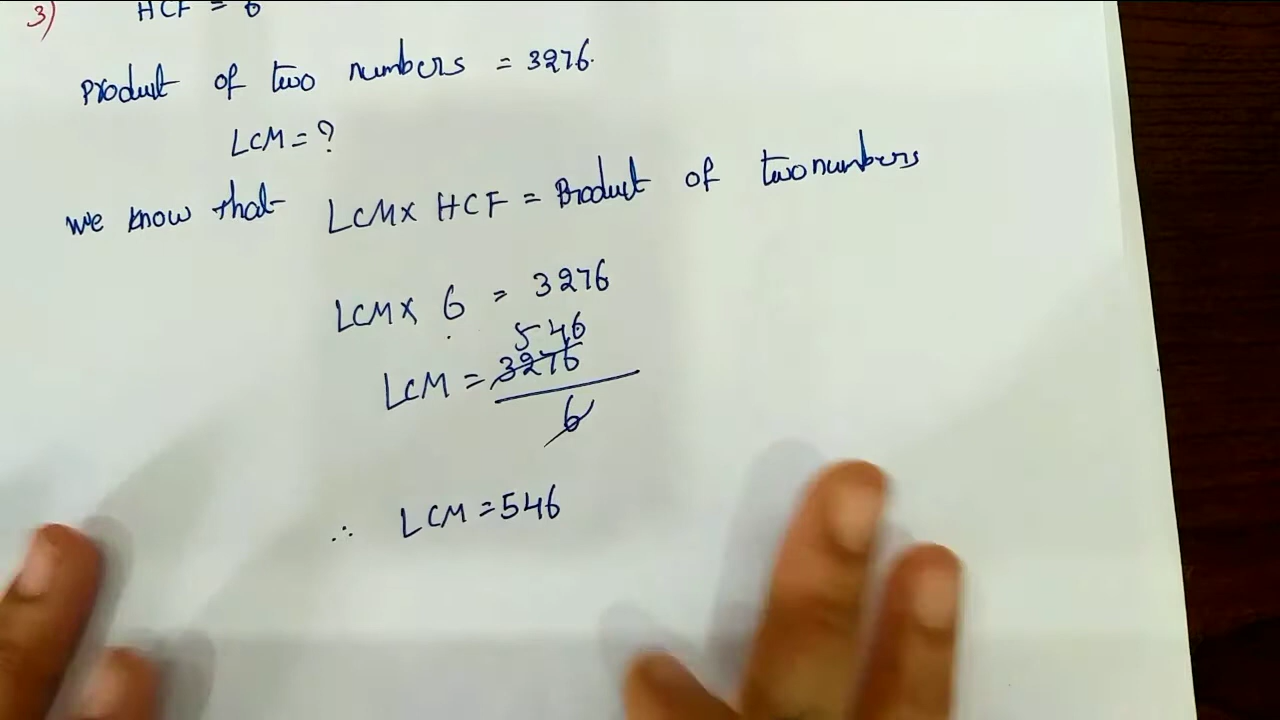 3) HCF = 6
Product of two numbers = 3276.
LCM = ?
we know that LCM x HCF = Product of two numbers
LCM x 6 = 3276
546
LCM = 3276
6
∴ LCM = 546